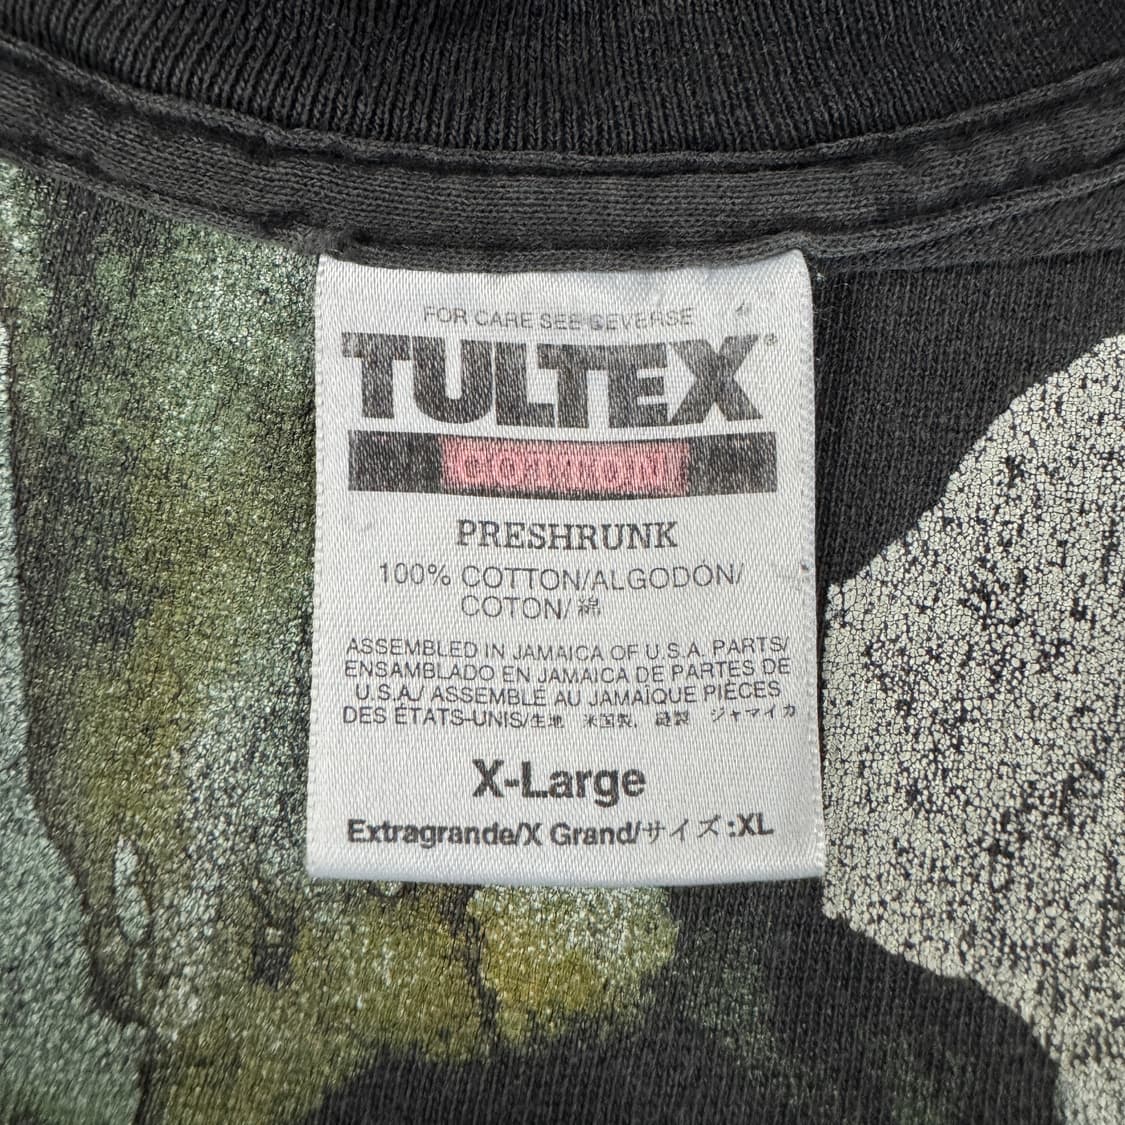 FOR CARE SEE REVERSE
TULTEX®
COTTON
PRESHRUNK
100% COTTON/ALGODON/
COTON/綿
ASSEMBLED IN JAMAICA OF U.S.A. PARTS/
ENSAMBLADO EN JAMAICA DE PARTES DE
U.S.A./ ASSEMBLÉ AU JAMAÏQUE PIÈCES
DES ÉTATS-UNIS/生地 米国製, 縫製 ジャマイカ
X-Large
Extragrande/X Grand/サイズ:XL